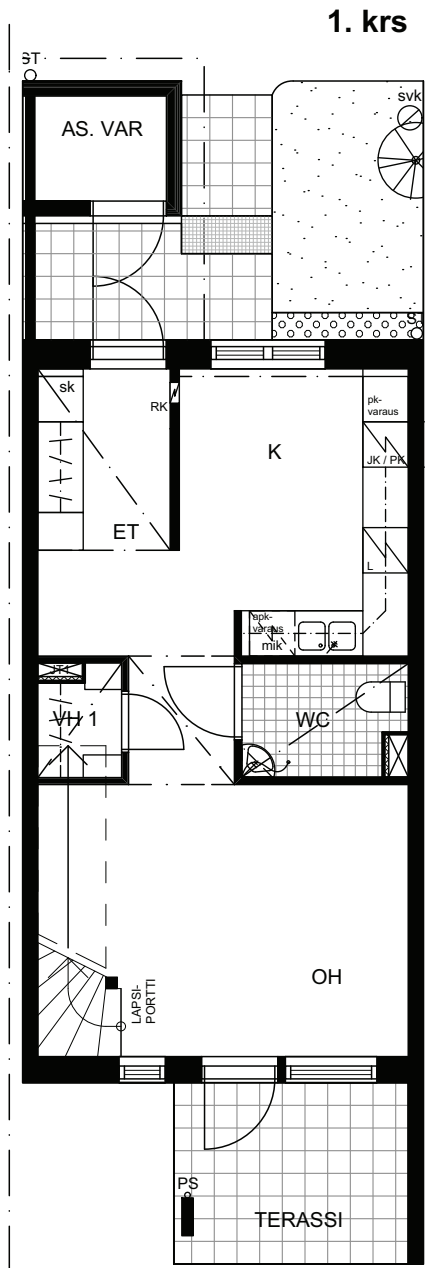 1. krs
ST
svk
AS. VAR
S
sk
RK
pk-
varaus
K
JK / PK
ET
L
apk-
varaus
mik
VH 1
WC
OH
LAPSI-
PORTTI
PS
TERASSI